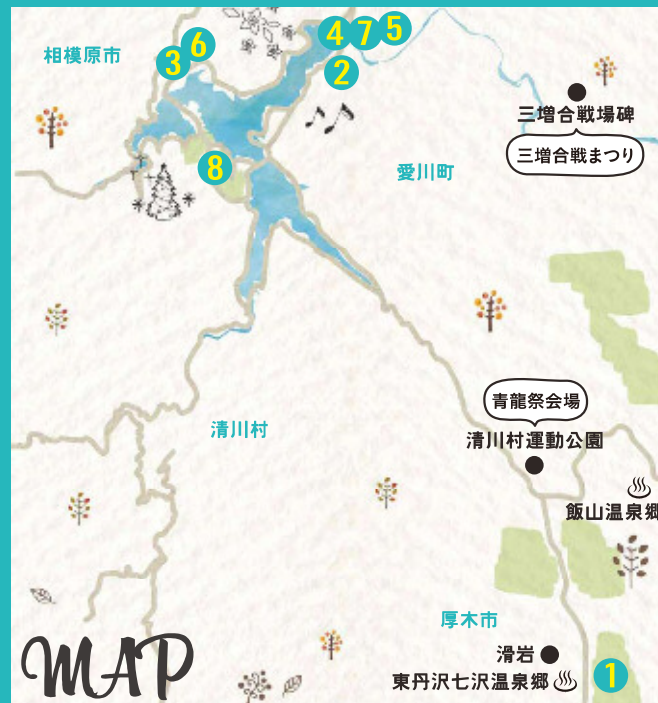 相模原市
6
3
4
7
5
2
三増合戦場碑
三増合戦まつり
8
愛川町
青龍祭会場
清川村運動公園
清川村
飯山温泉郷
厚木市
MAP
滑岩
東丹沢七沢温泉郷
1